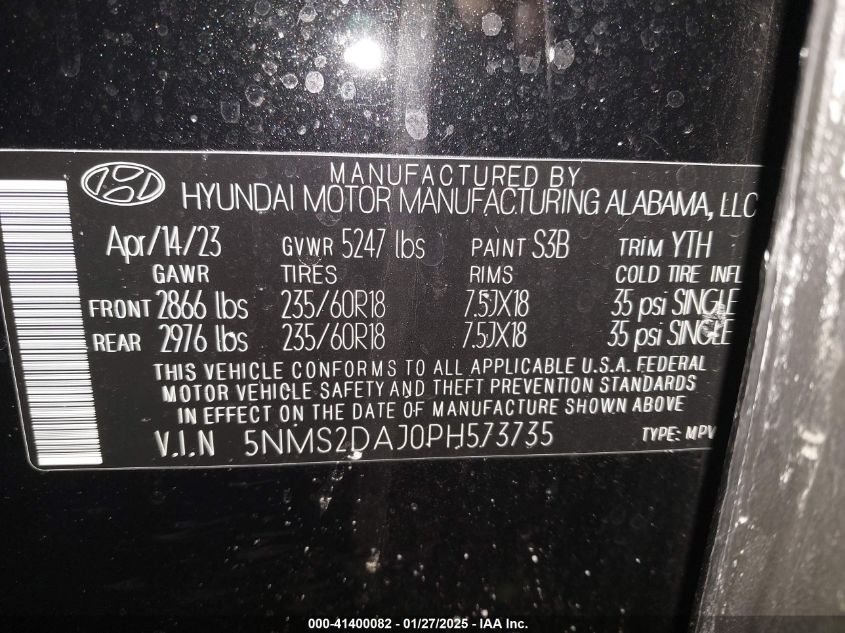 MANUFACTURED BY
HYUNDAI MOTOR MANUFACTURING ALABAMA, LLC
Apr/14/23 GVWR 5247 lbs PAINT S3B TRIM YTH
GAWR TIRES RIMS COLD TIRE INFL
FRONT 2866 lbs 235/60R18 7.5JX18 35 psi SINGLE
REAR 2976 lbs 235/60R18 7.5JX18 35 psi SINGLE
THIS VEHICLE CONFORMS TO ALL APPLICABLE U.S.A. FEDERAL
MOTOR VEHICLE SAFETY AND THEFT PREVENTION STANDARDS
IN EFFECT ON THE DATE OF MANUFACTURE SHOWN ABOVE
V.I.N 5NMS2DAJ0PH573735 TYPE: MPV
000-41400082 - 01/27/2025 - IAA Inc.